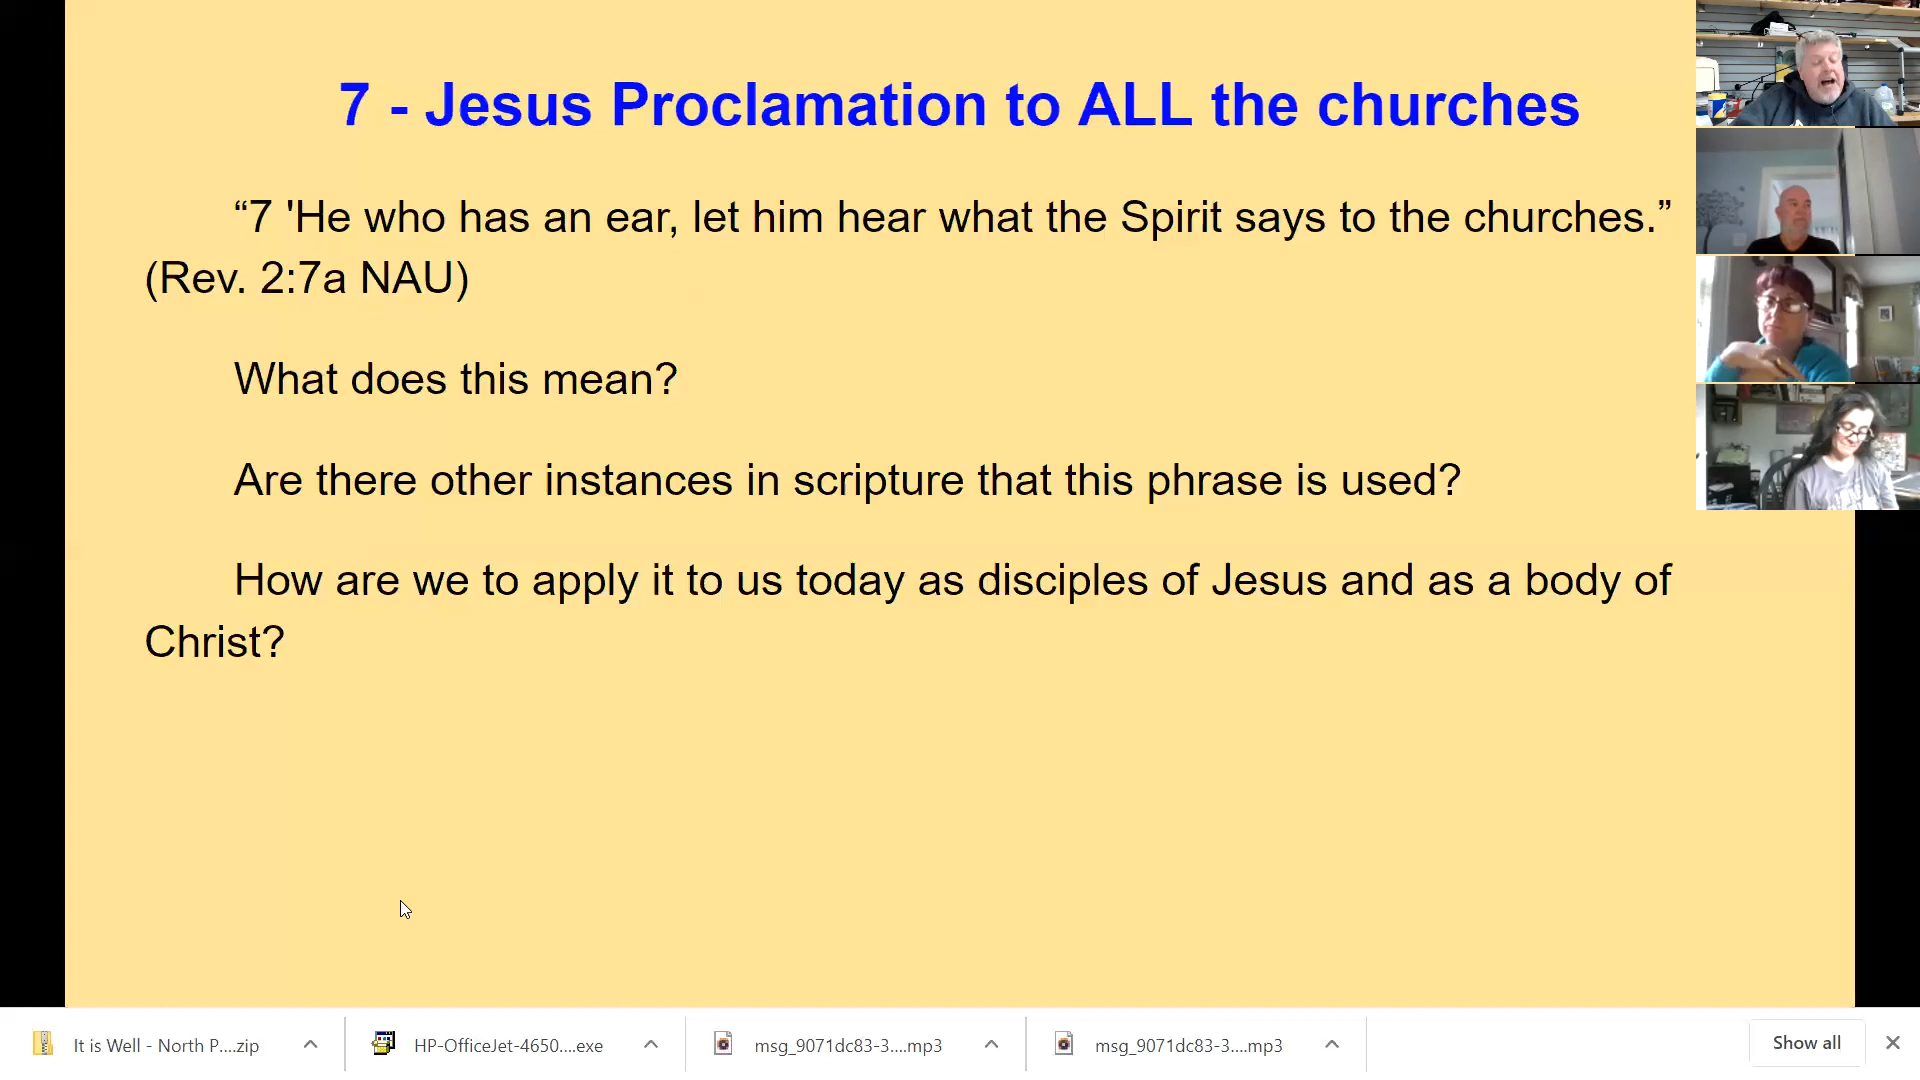 7 - Jesus Proclamation to ALL the churches
“7 'He who has an ear, let him hear what the Spirit says to the churches.”
(Rev. 2:7a NAU)
What does this mean?
Are there other instances in scripture that this phrase is used?
How are we to apply it to us today as disciples of Jesus and as a body of
Christ?
It is Well - North P....zip
HP-OfficeJet-4650....exe
msg_9071dc83-3....mp3
msg_9071dc83-3....mp3
Show all